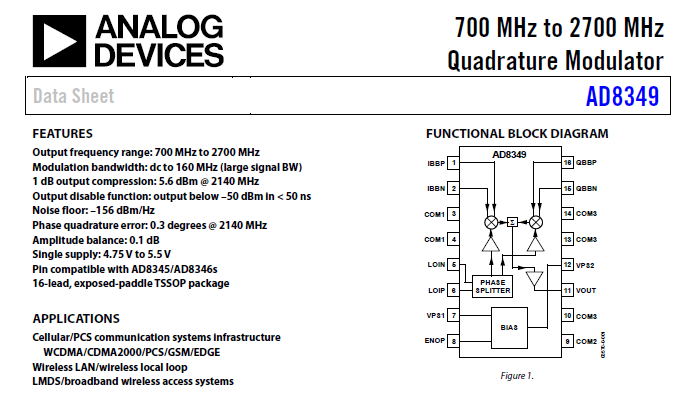 ANALOG
DEVICES
700 MHz to 2700 MHz
Quadrature Modulator
Data Sheet
AD8349
FEATURES
Output frequency range: 700 MHz to 2700 MHz
Modulation bandwidth: dc to 160 MHz (large signal BW)
1 dB output compression: 5.6 dBm @ 2140 MHz
Output disable function: output below –50 dBm in < 50 ns
Noise floor: –156 dBm/Hz
Phase quadrature error: 0.3 degrees @ 2140 MHz
Amplitude balance: 0.1 dB
Single supply: 4.75 V to 5.5 V
Pin compatible with AD8345/AD8346s
16-lead, exposed-paddle TSSOP package
APPLICATIONS
Cellular/PCS communication systems infrastructure
WCDMA/CDMA2000/PCS/GSM/EDGE
Wireless LAN/wireless local loop
LMDS/broadband wireless access systems
FUNCTIONAL BLOCK DIAGRAM
AD8349
IBBP 1
16 QBBP
IBBN 2
15 QBBN
COM1 3
Σ
14 COM3
COM1 4
13 COM3
LOIN 5
12 VPS2
PHASE
SPLITTER
LOIP 6
11 VOUT
VPS1 7
10 COM3
BIAS
ENOP 8
9 COM2
Figure 1.